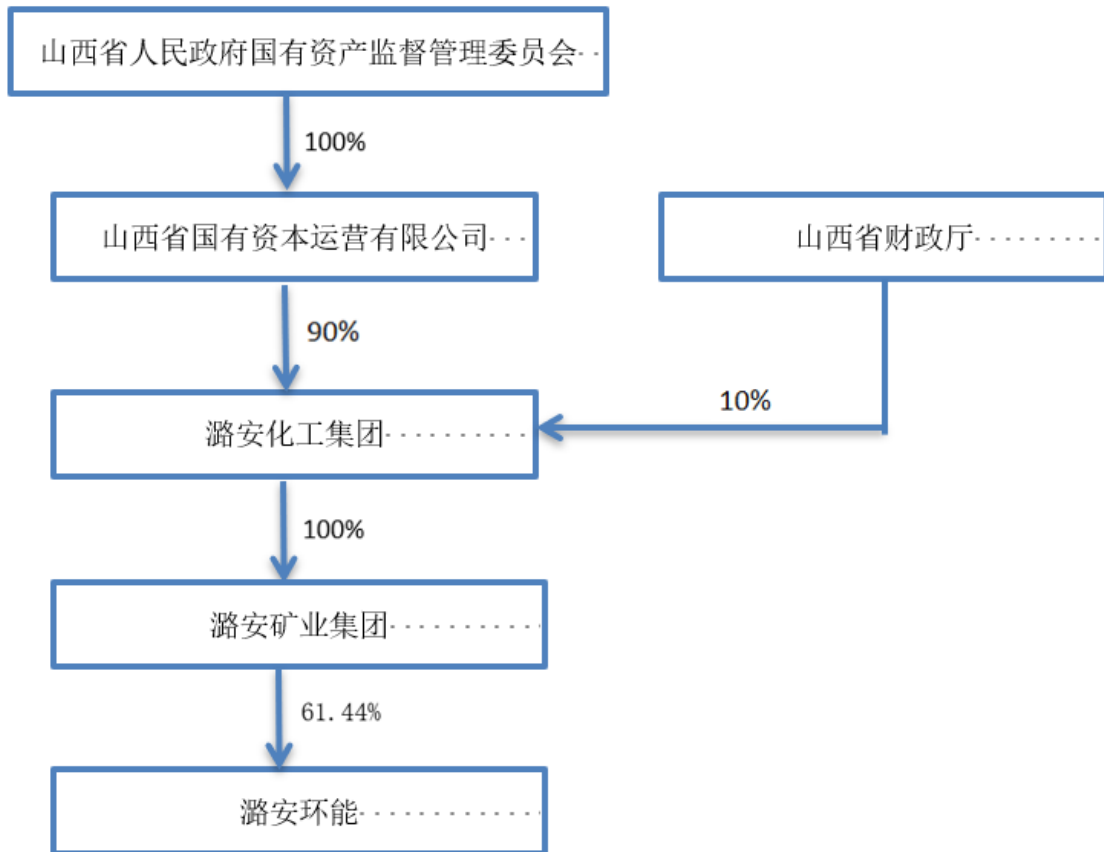 山西省人民政府国有资产监督管理委员会
100%
山西省国有资本运营有限公司
山西省财政厅
90%
10%
潞安化工集团
100%
潞安矿业集团
61.44%
潞安环能